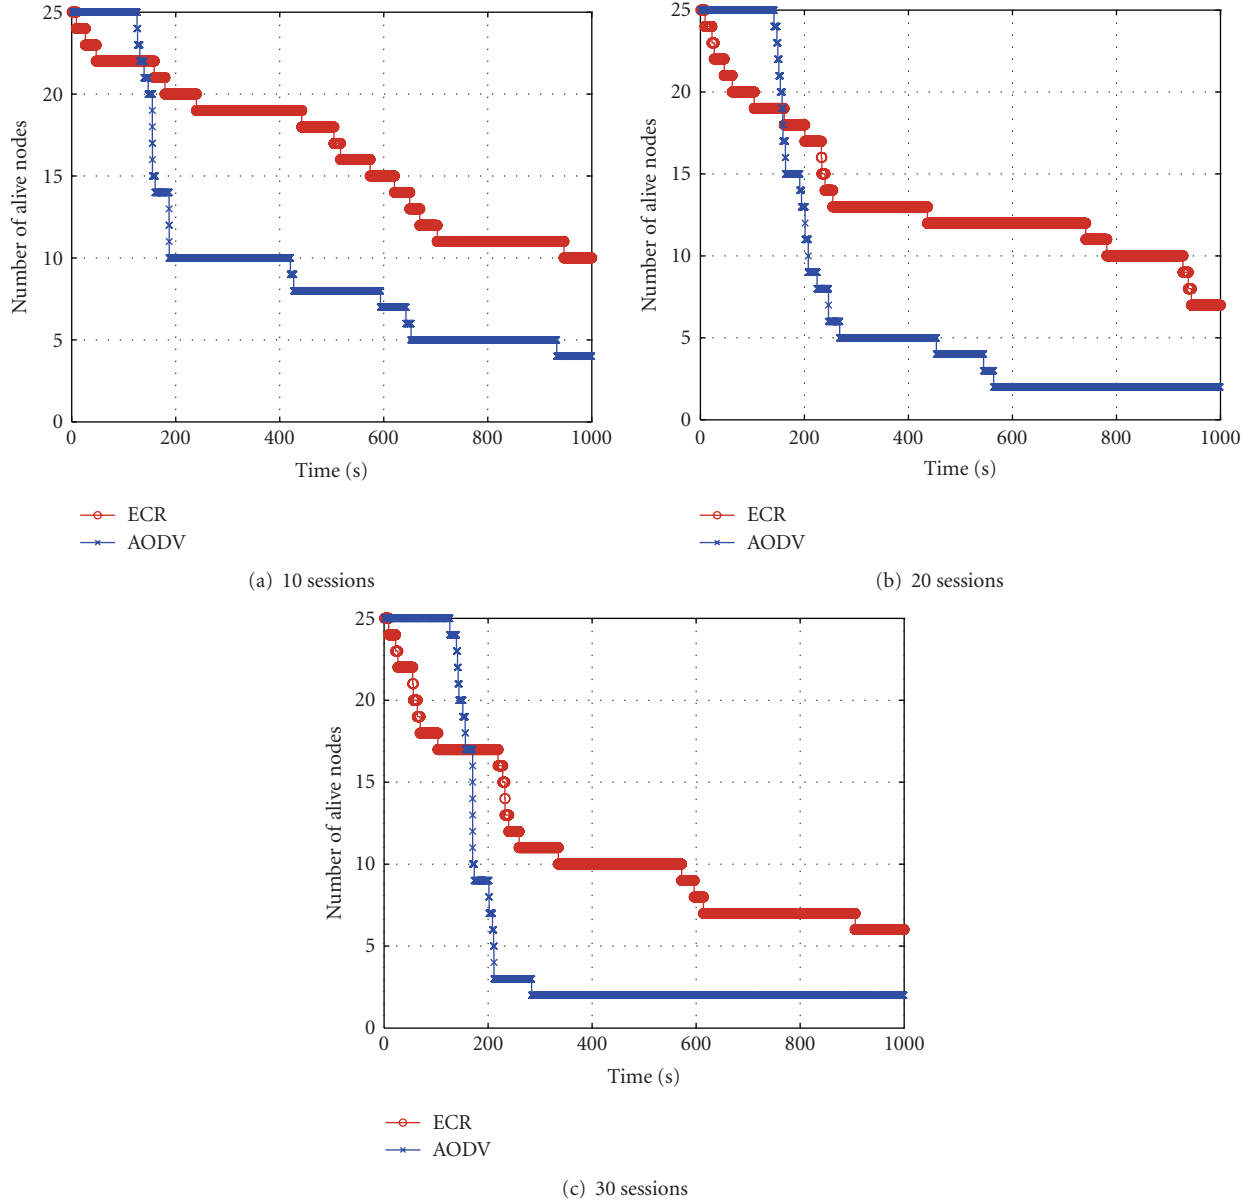 Number of alive nodes
25
20
15
10
5
0
0 200 400 600 800 1000
Time (s)
ECR
AODV
(a) 10 sessions
Number of alive nodes
25
20
15
10
5
0
0 200 400 600 800 1000
Time (s)
ECR
AODV
(b) 20 sessions
Number of alive nodes
25
20
15
10
5
0
0 200 400 600 800 1000
Time (s)
ECR
AODV
(c) 30 sessions